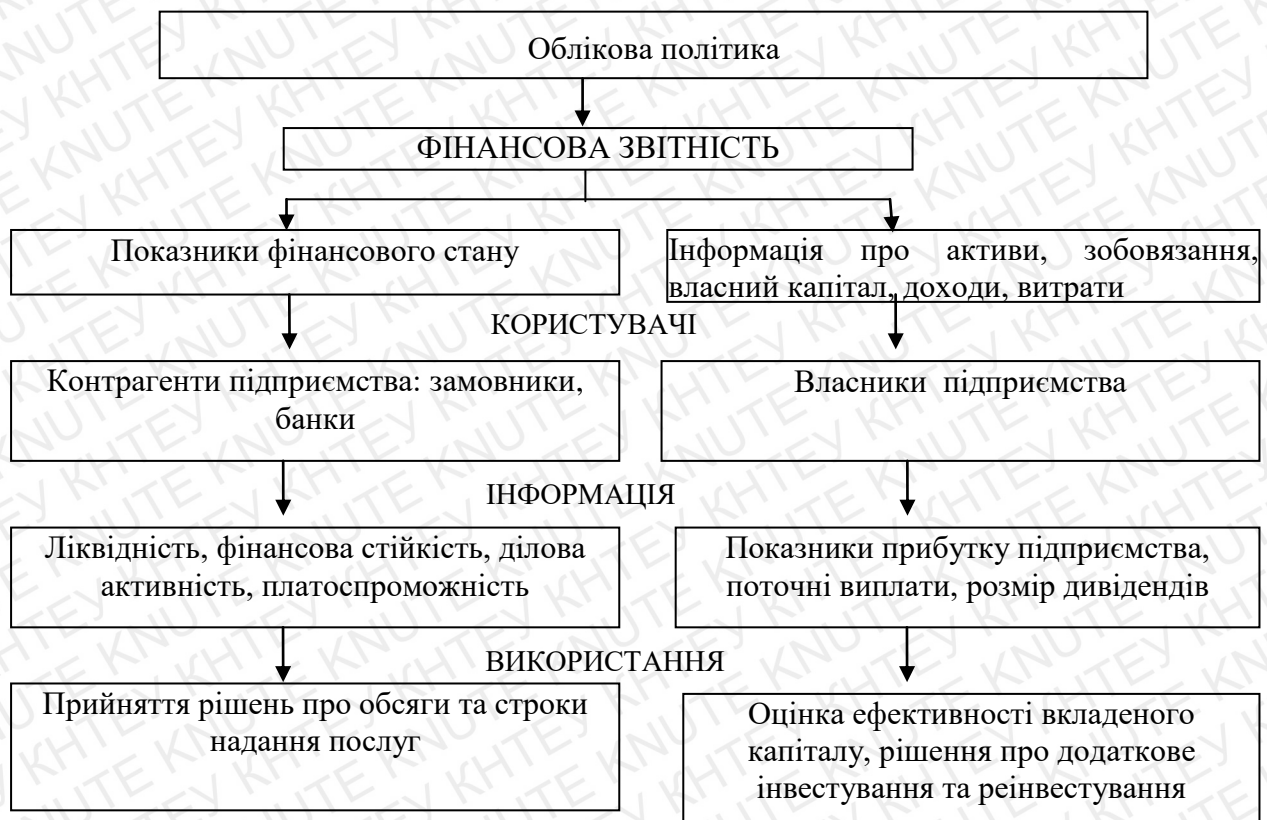 Облікова політика
ФІНАНСОВА ЗВІТНІСТЬ
Показники фінансового стану
Інформація про активи, зобовязання,
власний капітал, доходи, витрати
КОРИСТУВАЧІ
Контрагенти підприємства: замовники,
банки
Власники підприємства
ІНФОРМАЦІЯ
Ліквідність, фінансова стійкість, ділова
активність, платоспроможність
Показники прибутку підприємства,
поточні виплати, розмір дивідендів
ВИКОРИСТАННЯ
Прийняття рішень про обсяги та строки
надання послуг
Оцінка ефективності вкладеного
капіталу, рішення про додаткове
інвестування та реінвестування